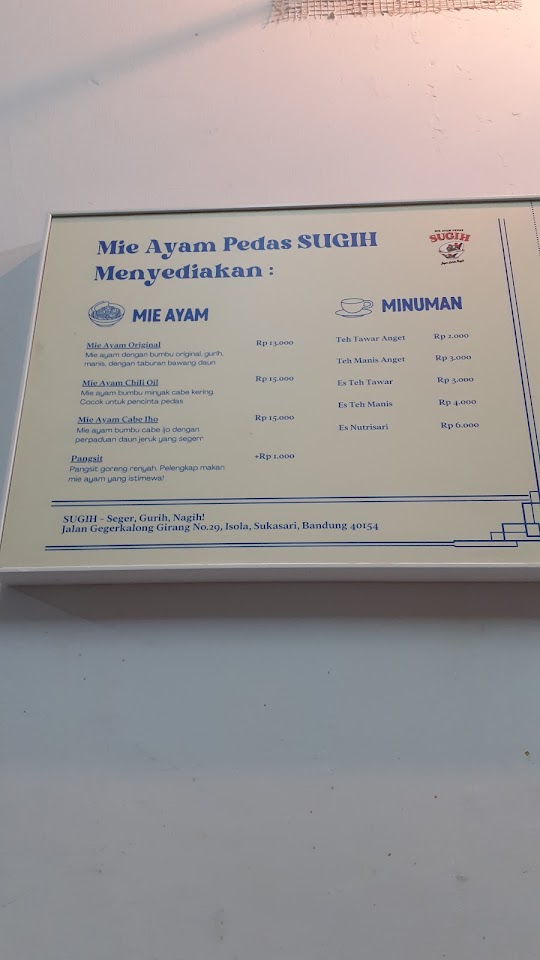 Mie Ayam Pedas SUGIH
Menyediakan :
MIE AYAM PEDAS
SUGIH
MIE AYAM
Mie Ayam Original Rp 13.000
Mie ayam dengan bumbu original, gurih,
manis, dengan taburan bawang daun
Mie Ayam Chili Oil Rp 15.000
Mie ayam bumbu minyak cabe kering.
Cocok untuk pencinta pedas
Mie Ayam Cabe Ijo Rp 15.000
Mie ayam bumbu cabe ijo dengan
perpaduan daun jeruk yang segerr
Pangsit +Rp 1.000
Pangsit goreng renyah. Pelengkap makan
mie ayam yang istimewa!
MINUMAN
Teh Tawar Anget Rp 2.000
Teh Manis Anget Rp 3.000
Es Teh Tawar Rp 3.000
Es Teh Manis Rp 4.000
Es Nutrisari Rp 6.000
SUGIH - Seger, Gurih, Nagih!
Jalan Gegerkalong Girang No.29, Isola, Sukasari, Bandung 40154